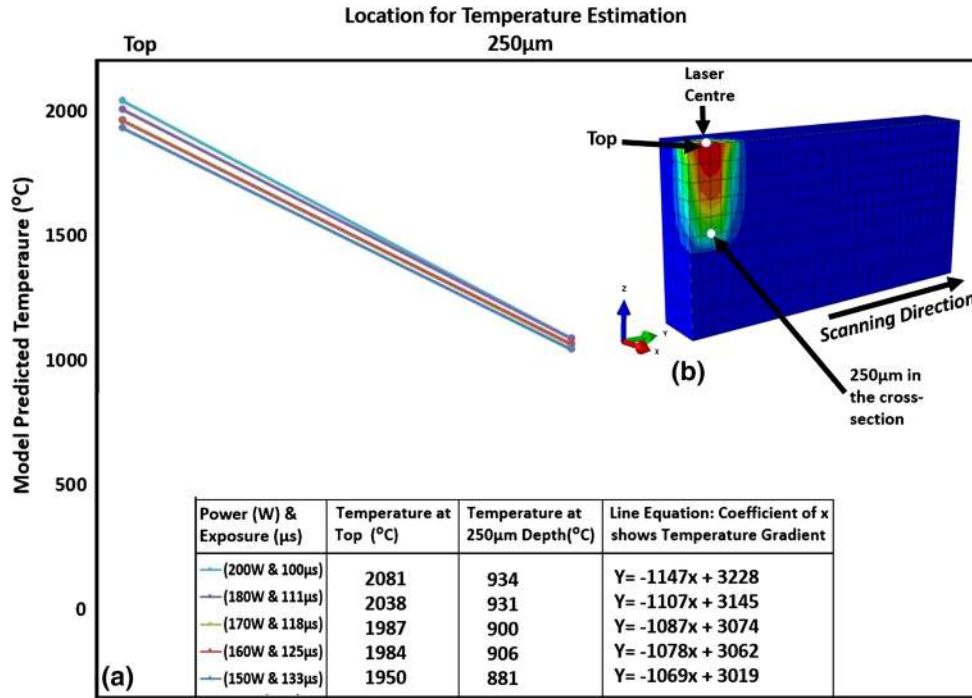 Location for Temperature Estimation
Top
250µm
Model Predicted Temperature (°C)
2000
1500
1000
500
0
Laser
Centre
Top
Z
Y
X
Scanning Direction
(b)
250µm in
the cross-
section
Power (W) &
Exposure (µs)
Temperature at
Top (°C)
Temperature at
250µm Depth(°C)
Line Equation: Coefficient of x
shows Temperature Gradient
(200W & 100µs) 2081 934 Y= -1147x + 3228
(180W & 111µs) 2038 931 Y= -1107x + 3145
(170W & 118µs) 1987 900 Y= -1087x + 3074
(160W & 125µs) 1984 906 Y= -1078x + 3062
(150W & 133µs) 1950 881 Y= -1069x + 3019
(a)